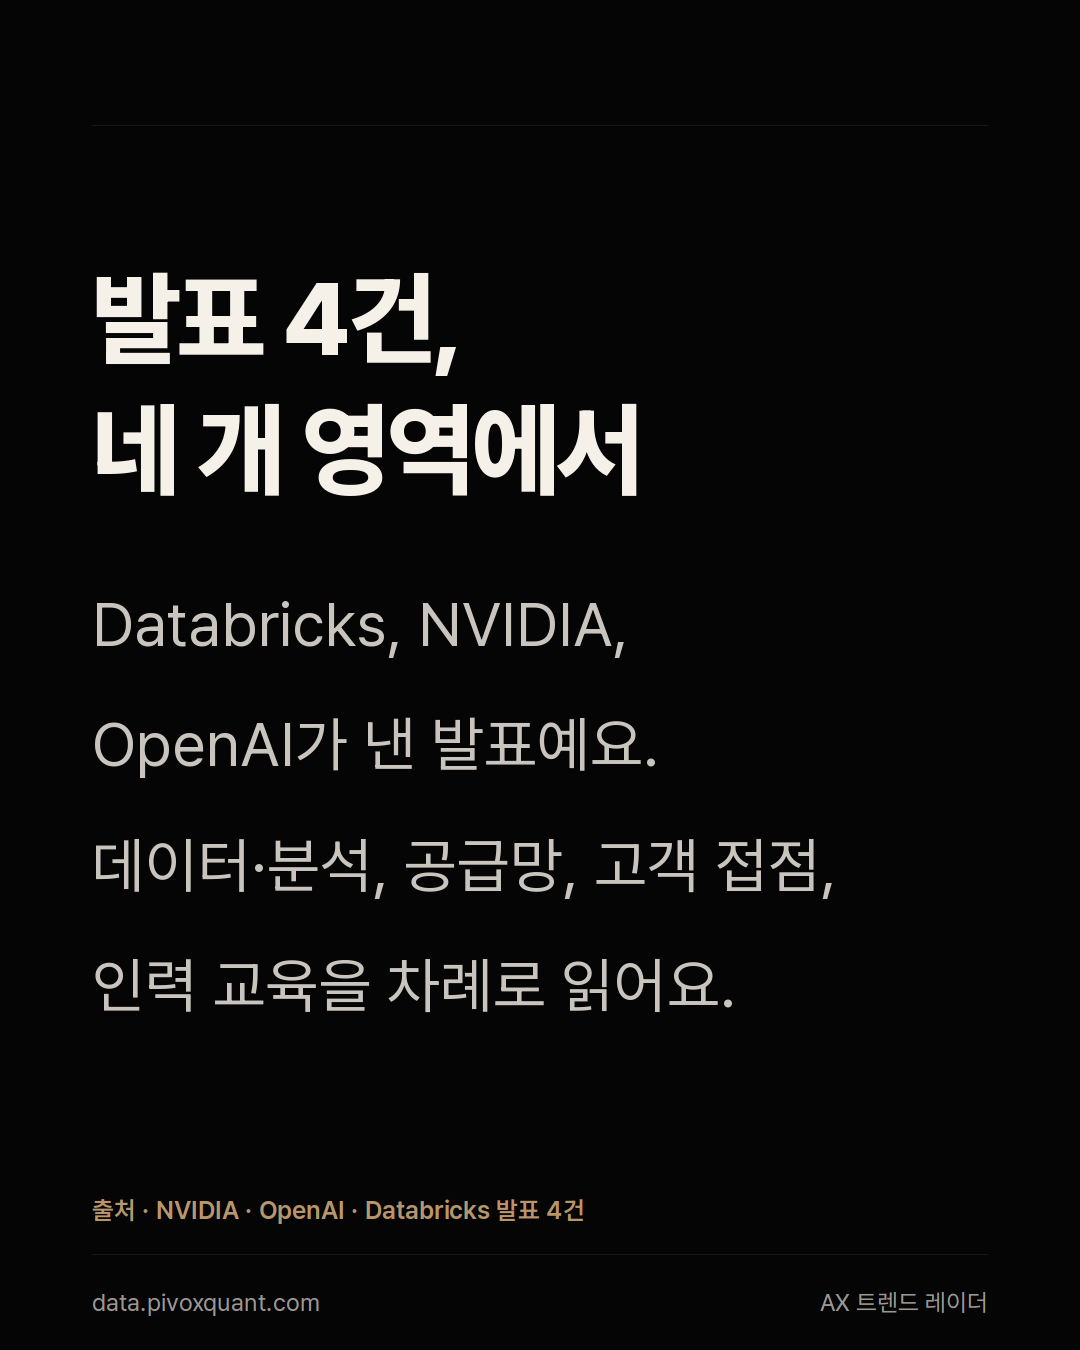 발표 4건,
네 개 영역에서
Databricks, NVIDIA,
OpenAI가 낸 발표예요.
데이터·분석, 공급망, 고객 접점,
인력 교육을 차례로 읽어요.
출처 · NVIDIA · OpenAI · Databricks 발표 4건
data.pivoxquant.com
AX 트렌드 레이더